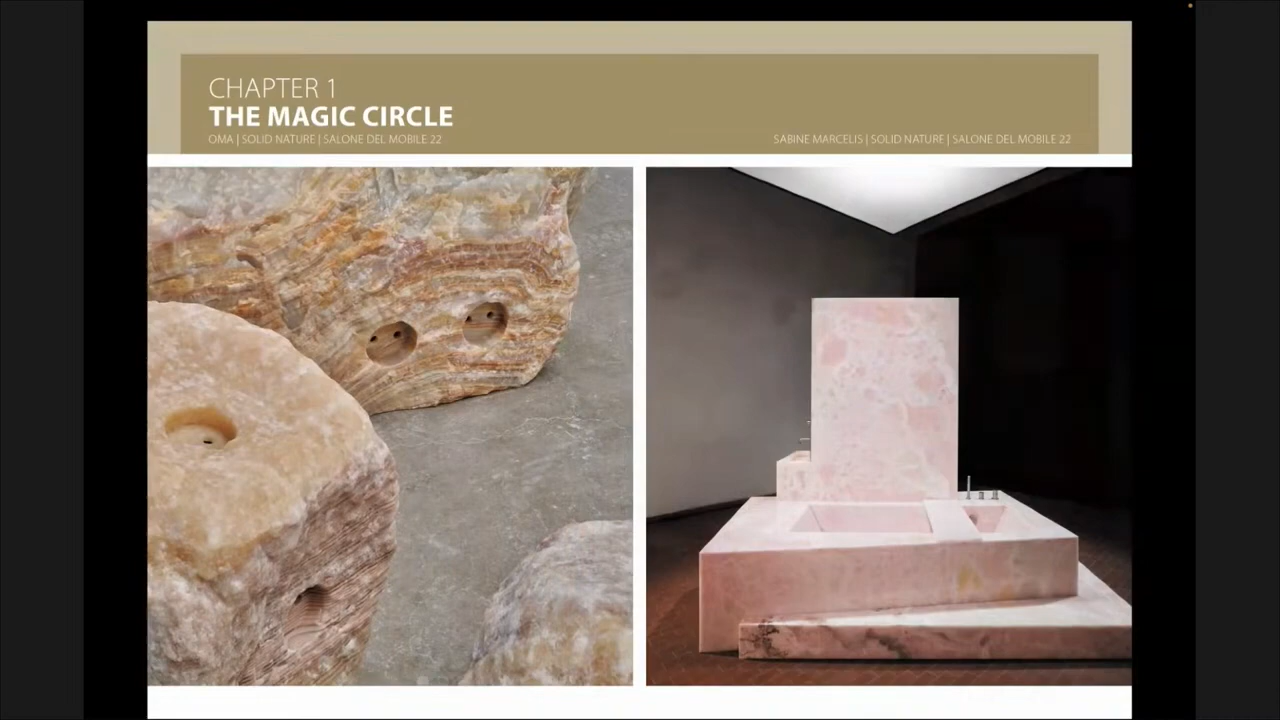 CHAPTER 1
THE MAGIC CIRCLE
OMA | SOLID NATURE | SALONE DEL MOBILE 22
SABINE MARCELIS | SOLID NATURE | SALONE DEL MOBILE 22